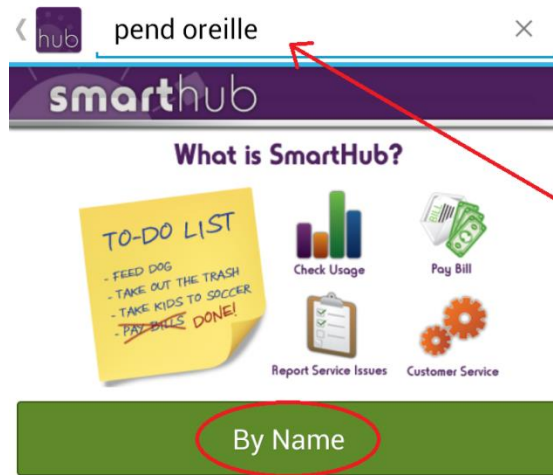 hub
pend oreille
smarthub
What is SmartHub?
TO-DO LIST
- FEED DOG
- TAKE OUT THE TRASH
- TAKE KIDS TO SOCCER
- PAY BILLS DONE!
Check Usage
BILL
Pay Bill
Report Service Issues
Customer Service
By Name